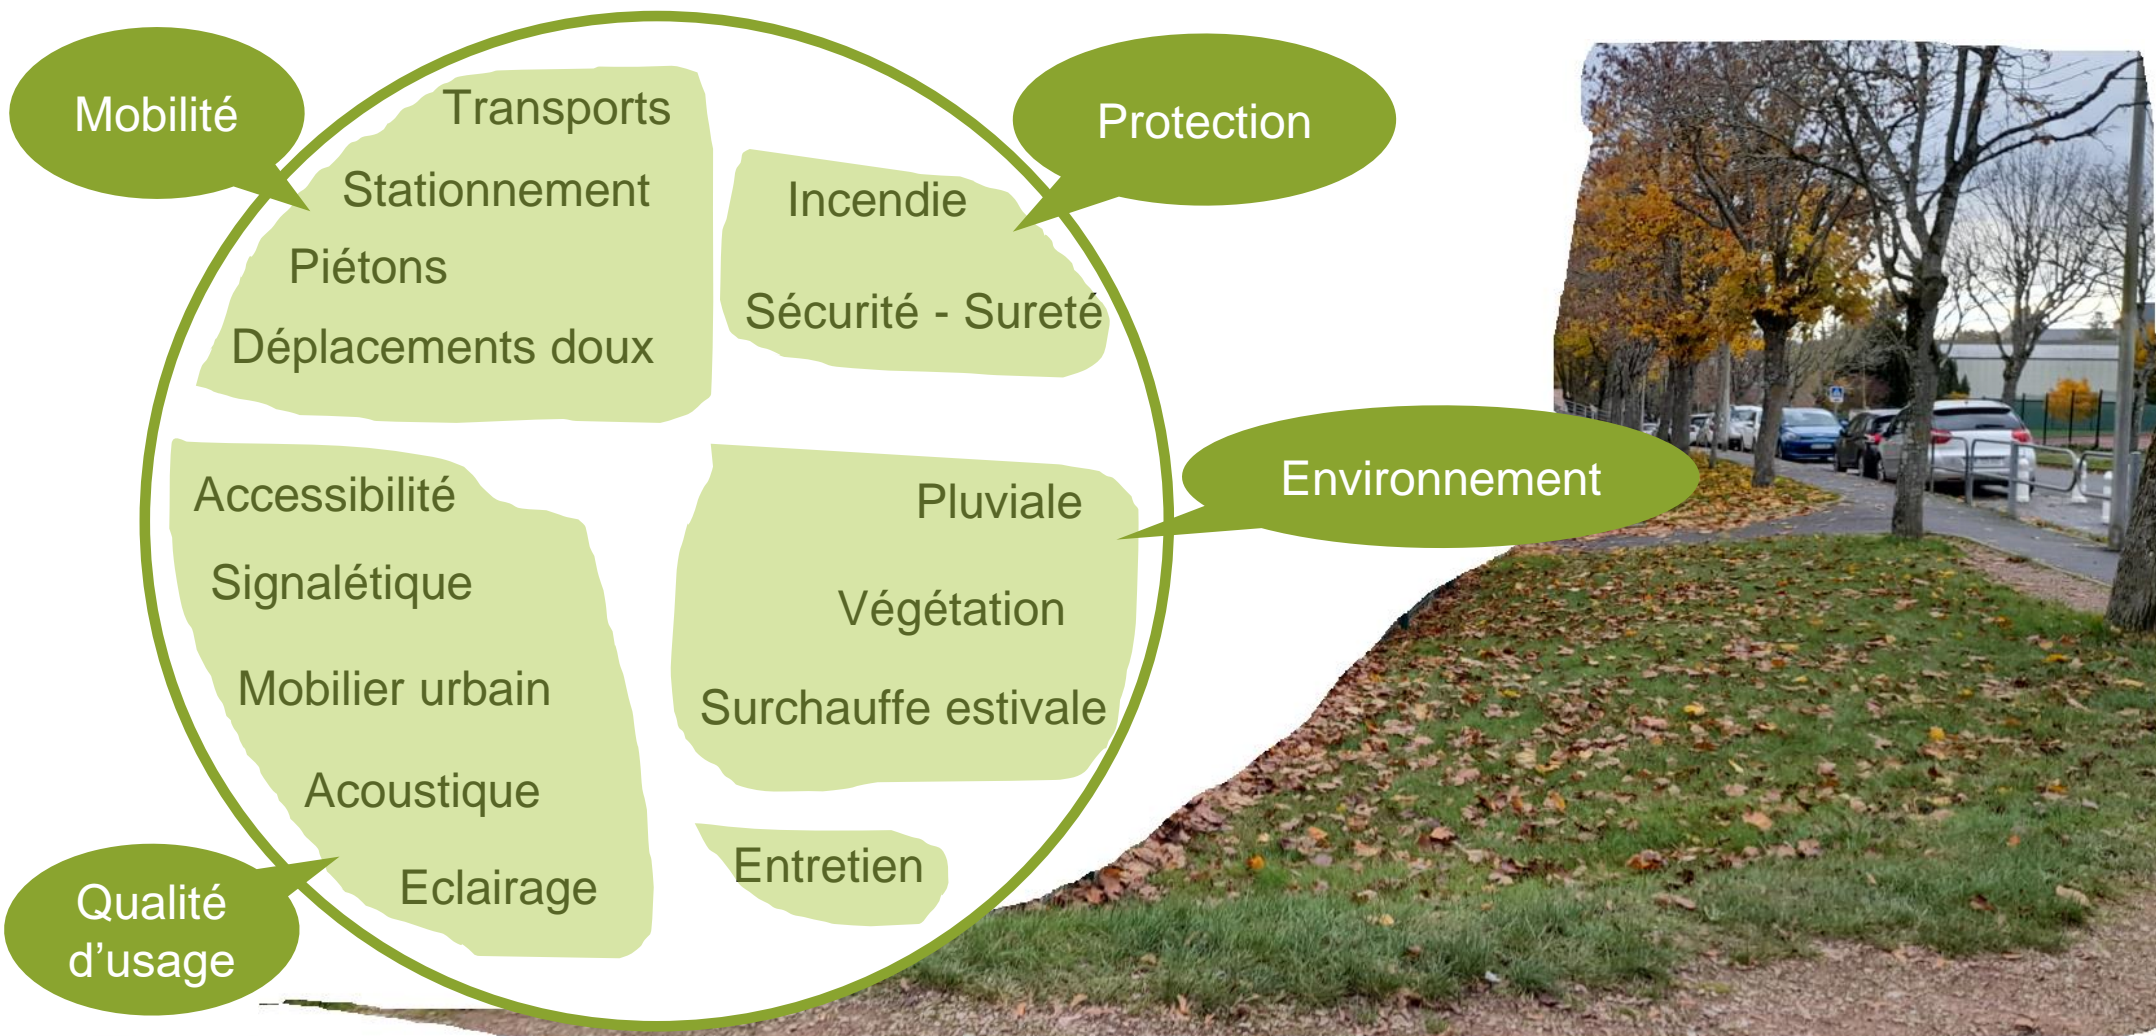 Mobilité
Transports
Stationnement
Piétons
Déplacements doux
Protection
Incendie
Sécurité - Sureté
Environnement
Pluviale
Végétation
Surchauffe estivale
Accessibilité
Signalétique
Mobilier urbain
Acoustique
Eclairage
Qualité
d’usage
Entretien